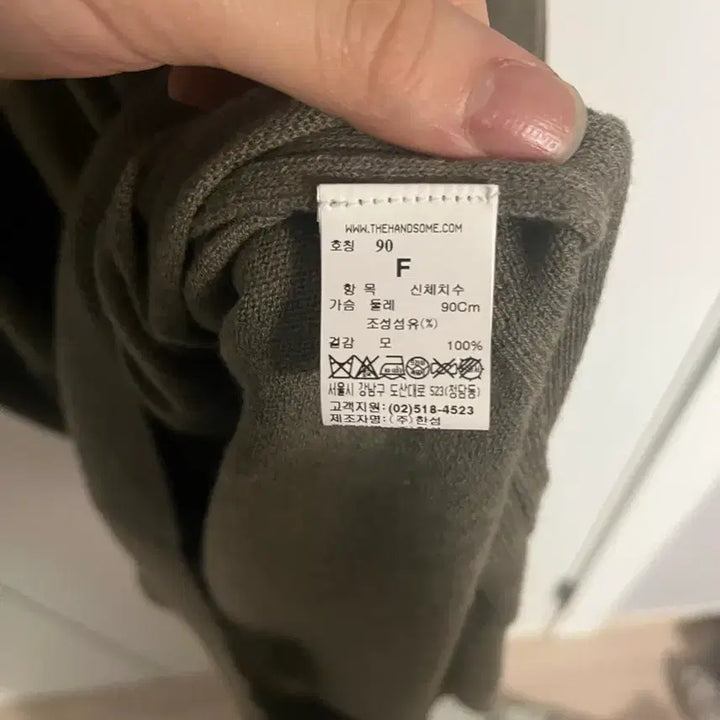 WWW.THEHANDSOME.COM
호칭 90
F
항 목 신체치수
가슴 둘레 90Cm
조성섬유(%)
겉감 모 100%
서울시 강남구 도산대로 523(청담동)
고객지원: (02)518-4523
제조자명: (주)한섬